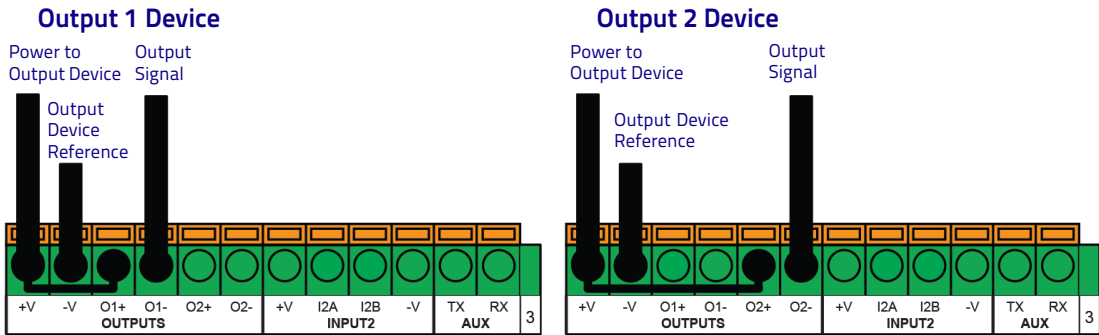 Output 1 Device
Power to
Output Device
Output
Signal
Output
Device
Reference
+V -V O1+ O1- O2+ O2- +V I2A I2B -V TX RX
OUTPUTS INPUT2 AUX 3
Output 2 Device
Power to
Output Device
Output
Signal
Output Device
Reference
+V -V O1+ O1- O2+ O2- +V I2A I2B -V TX RX
OUTPUTS INPUT2 AUX 3